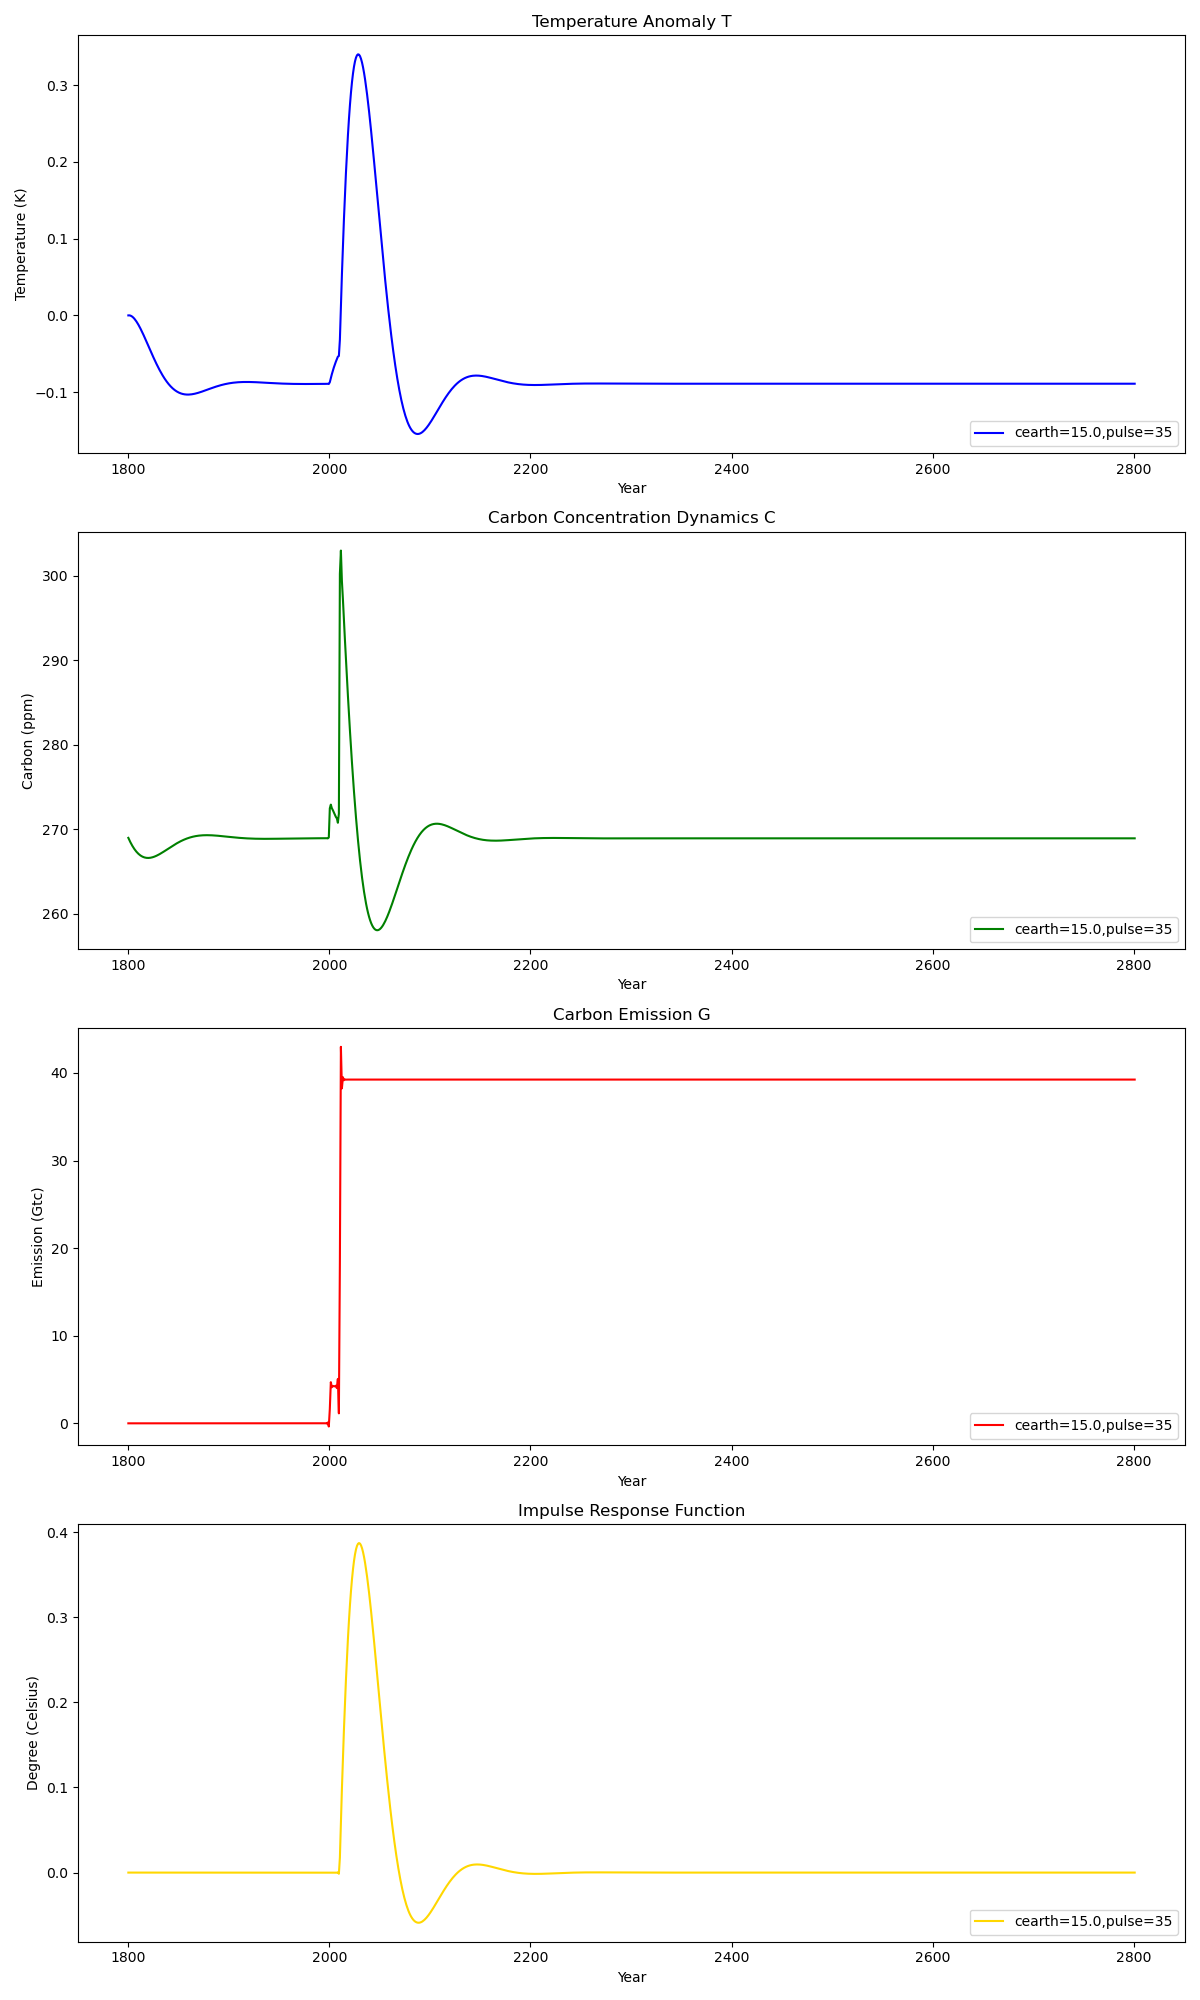 Temperature Anomaly T
Temperature (K)
0.3
0.2
0.1
0.0
−0.1
cearth=15.0,pulse=35
1800 2000 2200 2400 2600 2800
Year
Carbon Concentration Dynamics C
Carbon (ppm)
300
290
280
270
260
cearth=15.0,pulse=35
1800 2000 2200 2400 2600 2800
Year
Carbon Emission G
Emission (Gtc)
40
30
20
10
0
cearth=15.0,pulse=35
1800 2000 2200 2400 2600 2800
Year
Impulse Response Function
Degree (Celsius)
0.4
0.3
0.2
0.1
0.0
cearth=15.0,pulse=35
1800 2000 2200 2400 2600 2800
Year